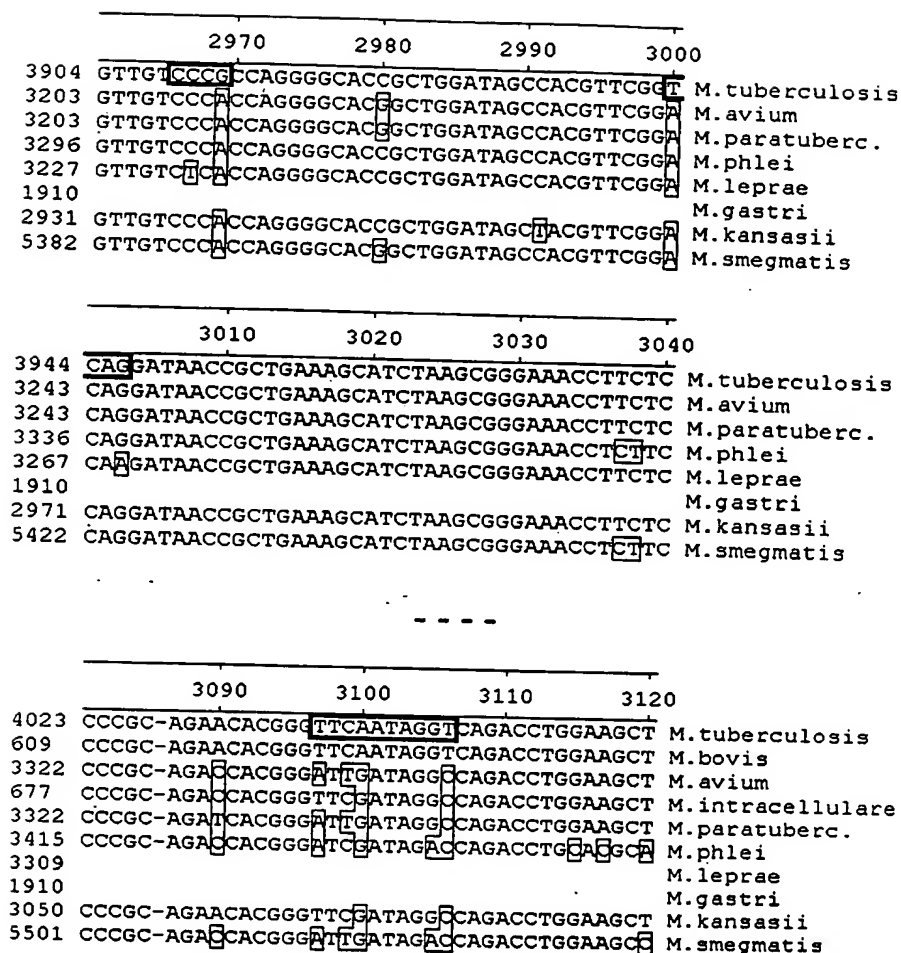 2970 2980 2990 3000
3904 GTTGTCCCGCCAGGGGCACCGCTGGATAGCCACGTTCGGT M.tuberculosis
3203 GTTGTCCCACCAGGGGCACGGCTGGATAGCCACGTTCGGA M.avium
3203 GTTGTCCCACCAGGGGCACGGCTGGATAGCCACGTTCGGA M.paratuberc.
3296 GTTGTCCCACCAGGGGCACCGCTGGATAGCCACGTTCGGA M.phlei
3227 GTTGTCTCACCAGGGGCACCGCTGGATAGCCACGTTCGGA M.leprae
1910 M.gastri
2931 GTTGTCCCACCAGGGGCACCGCTGGATAGCTACGTTCGGA M.kansasii
5382 GTTGTCCCACCAGGGGCACGGCTGGATAGCCACGTTCGGA M.smegmatis
3010 3020 3030 3040
3944 CAGGATAACCGCTGAAAGCATCTAAGCGGGAAACCTTCTC M.tuberculosis
3243 CAGGATAACCGCTGAAAGCATCTAAGCGGGAAACCTTCTC M.avium
3243 CAGGATAACCGCTGAAAGCATCTAAGCGGGAAACCTTCTC M.paratuberc.
3336 CAGGATAACCGCTGAAAGCATCTAAGCGGGAAACCTCTTC M.phlei
3267 CAAGATAACCGCTGAAAGCATCTAAGCGGGAAACCTTCTC M.leprae
1910 M.gastri
2971 CAGGATAACCGCTGAAAGCATCTAAGCGGGAAACCTTCTC M.kansasii
5422 CAGGATAACCGCTGAAAGCATCTAAGCGGGAAACCTCTTC M.smegmatis
- - - -
3090 3100 3110 3120
4023 CCCGC-AGAACACGGGTTCAATAGGTCAGACCTGGAAGCT M.tuberculosis
609 CCCGC-AGAACACGGGTTCAATAGGTCAGACCTGGAAGCT M.bovis
3322 CCCGC-AGACCACGGGATTGATAGGCCAGACCTGGAAGCT M.avium
677 CCCGC-AGACCACGGGTTCGATAGGCCAGACCTGGAAGCT M.intracellulare
3322 CCCGC-AGATCACGGGATTGATAGGCCAGACCTGGAAGCT M.paratuberc.
3415 CCCGC-AGACCACGGGATCGATAGACCAGACCTGCACGCA M.phlei
3309 M.leprae
1910 M.gastri
3050 CCCGC-AGAACACGGGTTCGATAGGCCAGACCTGGAAGCT M.kansasii
5501 CCCGC-AGACCACGGGATTGATAGACCAGACCTGGAAGCC M.smegmatis